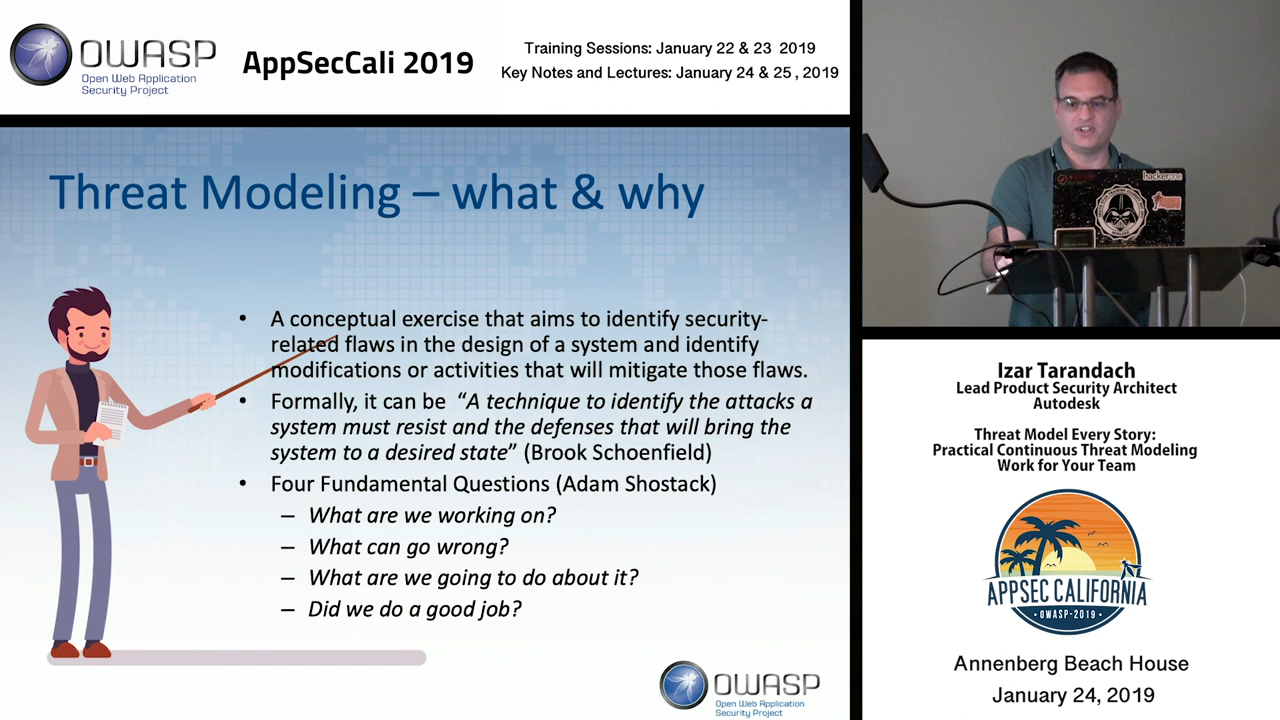 OWASP
Open Web Application
Security Project
AppSecCali 2019
Training Sessions: January 22 & 23 2019
Key Notes and Lectures: January 24 & 25, 2019
Threat Modeling – what & why
• A conceptual exercise that aims to identify security-
related flaws in the design of a system and identify
modifications or activities that will mitigate those flaws.
• Formally, it can be “A technique to identify the attacks a
system must resist and the defenses that will bring the
system to a desired state” (Brook Schoenfield)
• Four Fundamental Questions (Adam Shostack)
– What are we working on?
– What can go wrong?
– What are we going to do about it?
– Did we do a good job?
OWASP
Open Web Application
Security Project
hackerone
Izar Tarandach
Lead Product Security Architect
Autodesk
Threat Model Every Story:
Practical Continuous Threat Modeling
Work for Your Team
APPSEC CALIFORNIA
• OWASP-2019 •
Annenberg Beach House
January 24, 2019